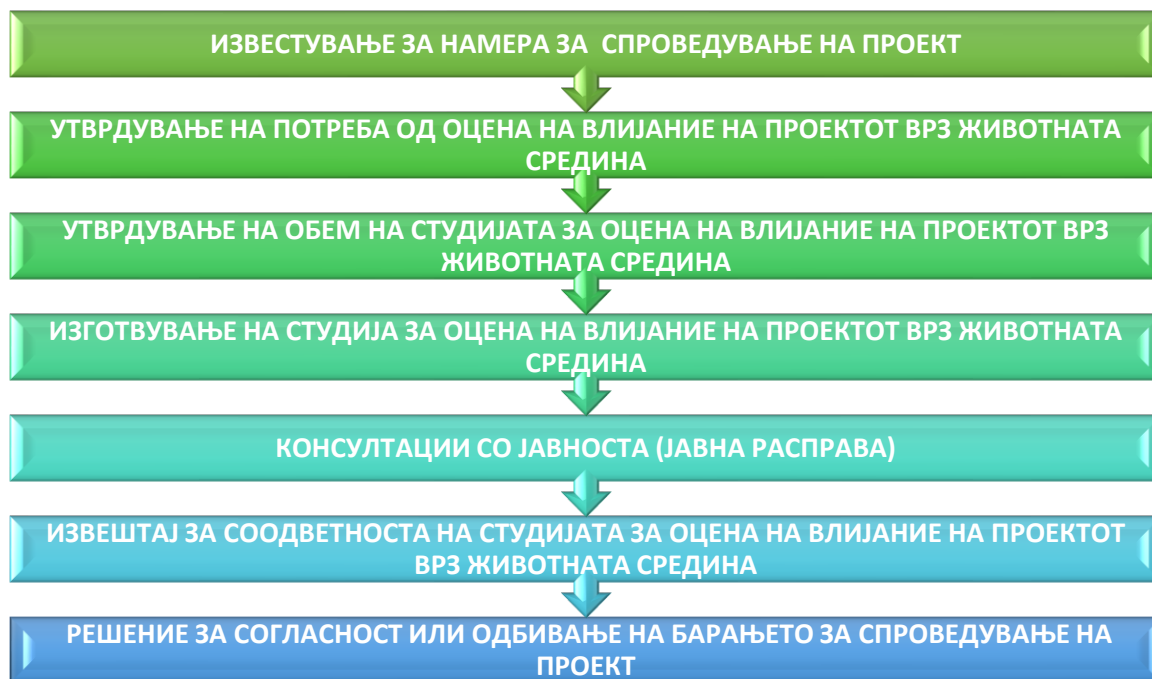 ИЗВЕСТУВАЊЕ ЗА НАМЕРА ЗА СПРОВЕДУВАЊЕ НА ПРОЕКТ
УТВРДУВАЊЕ НА ПОТРЕБА ОД ОЦЕНА НА ВЛИЈАНИЕ НА ПРОЕКТОТ ВРЗ ЖИВОТНАТА
СРЕДИНА
УТВРДУВАЊЕ НА ОБЕМ НА СТУДИЈАТА ЗА ОЦЕНА НА ВЛИЈАНИЕ НА ПРОЕКТОТ ВРЗ
ЖИВОТНАТА СРЕДИНА
ИЗГОТВУВАЊЕ НА СТУДИЈА ЗА ОЦЕНА НА ВЛИЈАНИЕ НА ПРОЕКТОТ ВРЗ ЖИВОТНАТА
СРЕДИНА
КОНСУЛТАЦИИ СО ЈАВНОСТА (ЈАВНА РАСПРАВА)
ИЗВЕШТАЈ ЗА СООДВЕТНОСТА НА СТУДИЈАТА ЗА ОЦЕНА НА ВЛИЈАНИЕ НА ПРОЕКТОТ
ВРЗ ЖИВОТНАТА СРЕДИНА
РЕШЕНИЕ ЗА СОГЛАСНОСТ ИЛИ ОДБИВАЊЕ НА БАРАЊЕТО ЗА СПРОВЕДУВАЊЕ НА
ПРОЕКТ